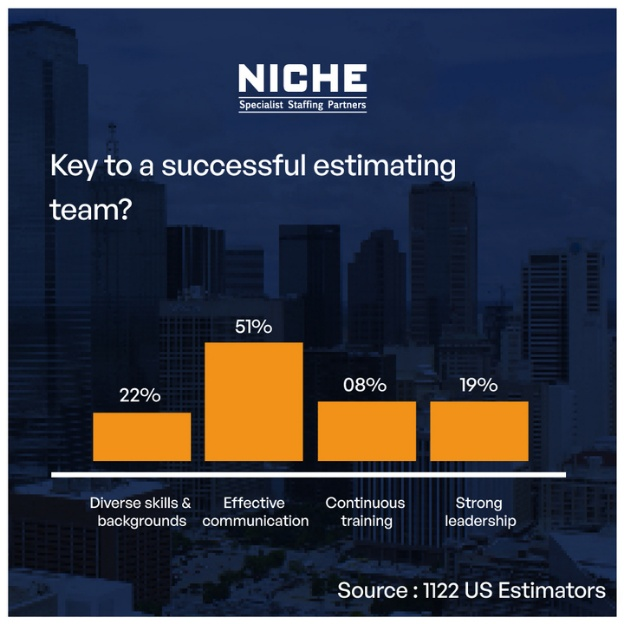 NICHE
Specialist Staffing Partners
Key to a successful estimating
team?
51%
22%
08%
19%
Diverse skills &
backgrounds
Effective
communication
Continuous
training
Strong
leadership
Source : 1122 US Estimators